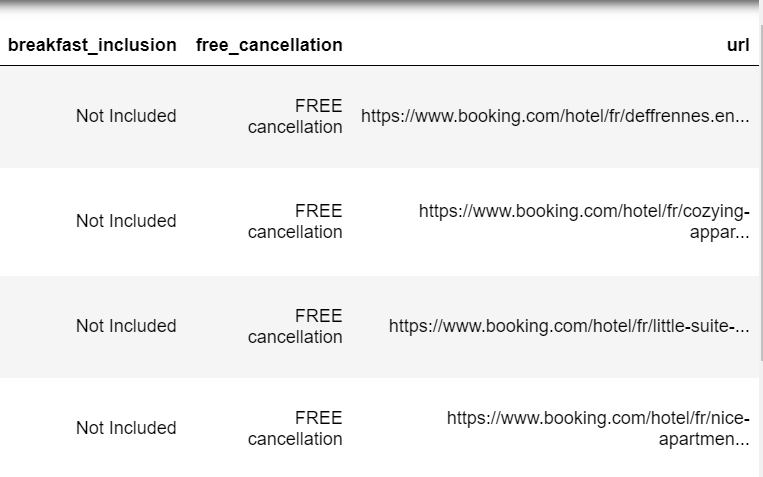 breakfast_inclusion free_cancellation url
Not Included FREE cancellation https://www.booking.com/hotel/fr/deffrennes.en...
Not Included FREE cancellation https://www.booking.com/hotel/fr/cozying-appar...
Not Included FREE cancellation https://www.booking.com/hotel/fr/little-suite-...
Not Included FREE cancellation https://www.booking.com/hotel/fr/nice-apartmen...